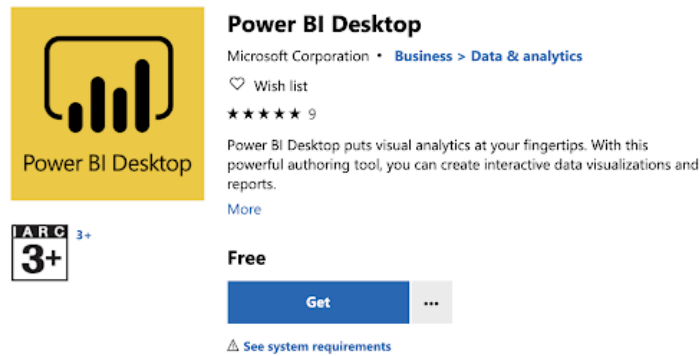 Power BI Desktop
Microsoft Corporation • Business > Data & analytics
Wish list
9
Power BI Desktop puts visual analytics at your fingertips. With this
powerful authoring tool, you can create interactive data visualizations and
reports.
More
Power BI Desktop
IARC
3+
3+
Free
Get
...
See system requirements